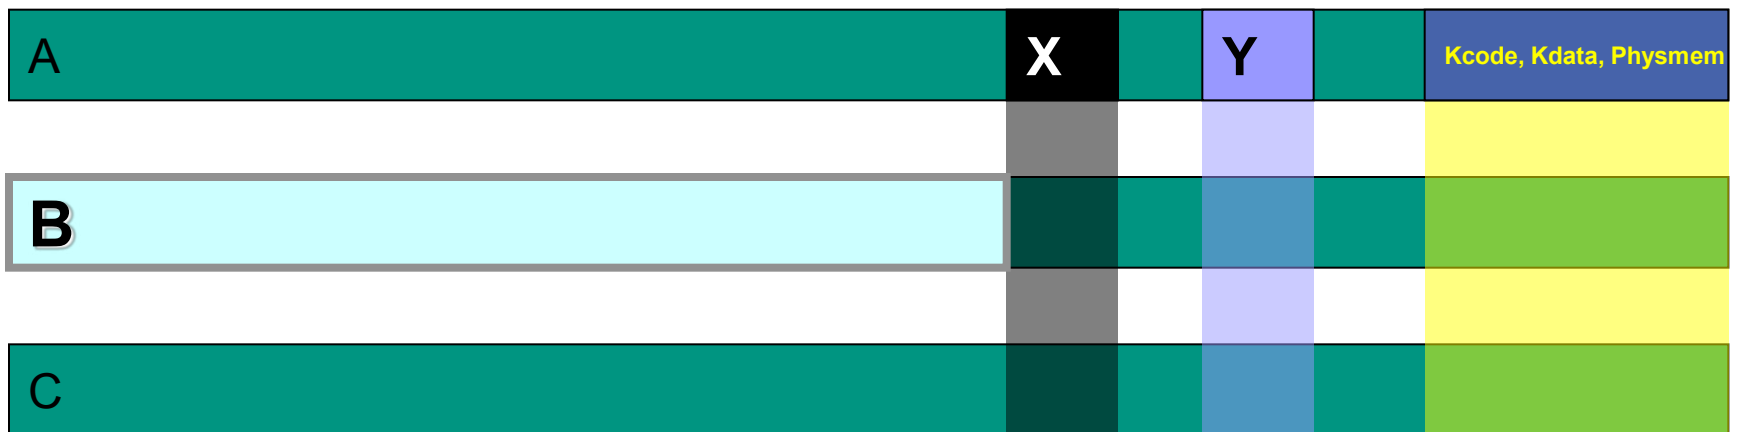 A
X
Y
Kcode, Kdata, Physmem
B
C